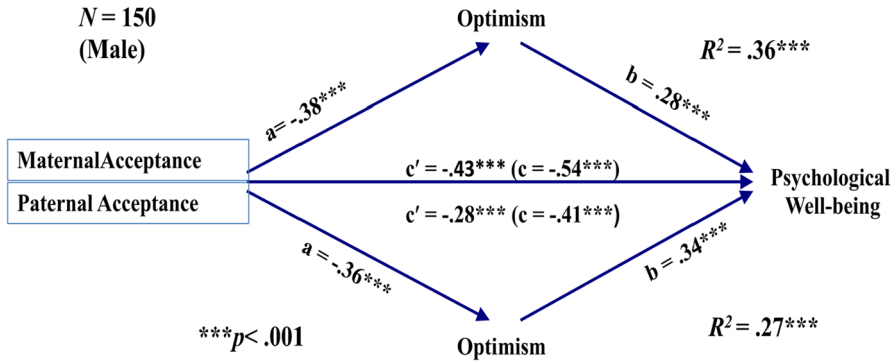 N = 150
(Male)
Optimism
R² = .36***
a= -.38***
b = .28***
MaternalAcceptance
Paternal Acceptance
c′ = -.43*** (c = -.54***)
c′ = -.28*** (c = -.41***)
Psychological
Well-being
a = -.36***
b = .34***
***p< .001
Optimism
R² = .27***